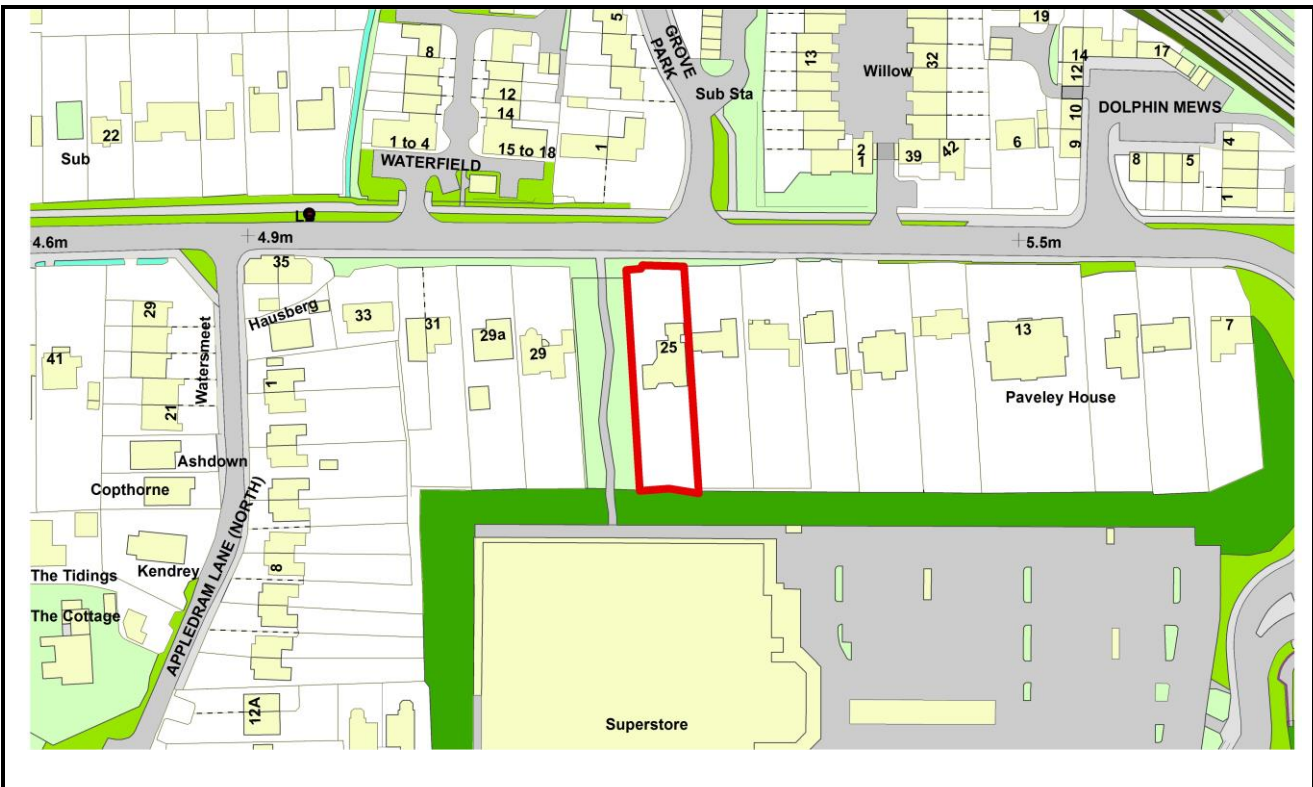 5
GROVE PARK
19
8
13
32
14
17
Willow
12
Sub Sta
12
DOLPHIN MEWS
14
10
22
1 to 4
15 to 18
1
6
9
4
Sub
WATERFIELD
2
1
39
42
8
5
1
4.6m
4.9m
5.5m
35
Hausberg
29
33
31
29a
29
25
13
7
41
Watersmeet
1
Paveley House
21
Ashdown
Copthorne
APPLEDRAM LANE (NORTH)
The Tidings
Kendrey
8
The Cottage
12A
Superstore